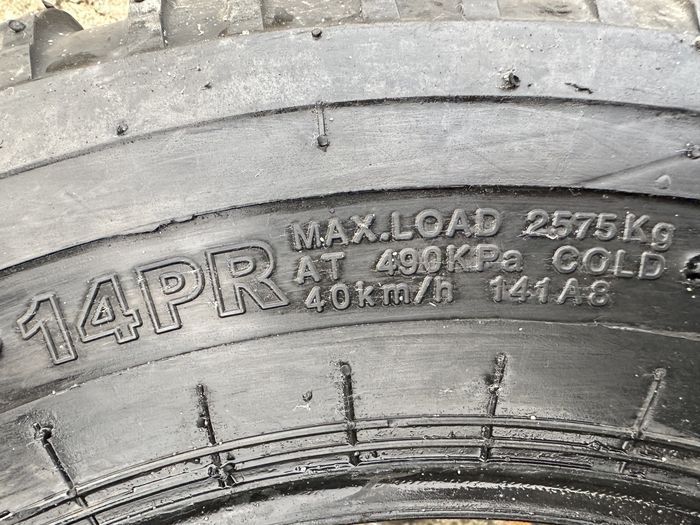 14PR
MAX.LOAD 2575Kg
AT 490KPa COLD
40km/h 141A8